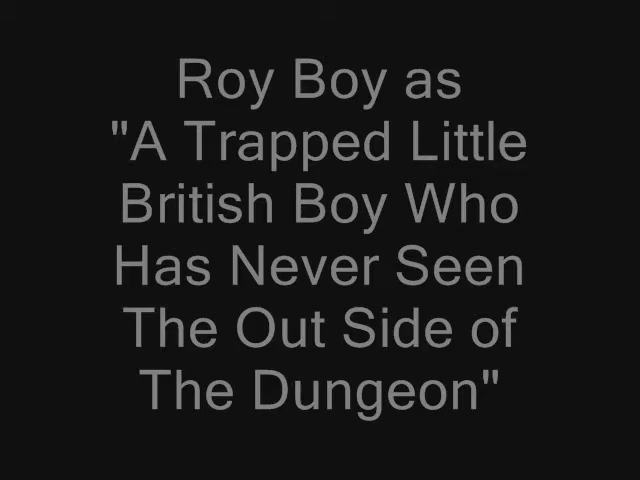 Roy Boy as
"A Trapped Little
British Boy Who
Has Never Seen
The Out Side of
The Dungeon"